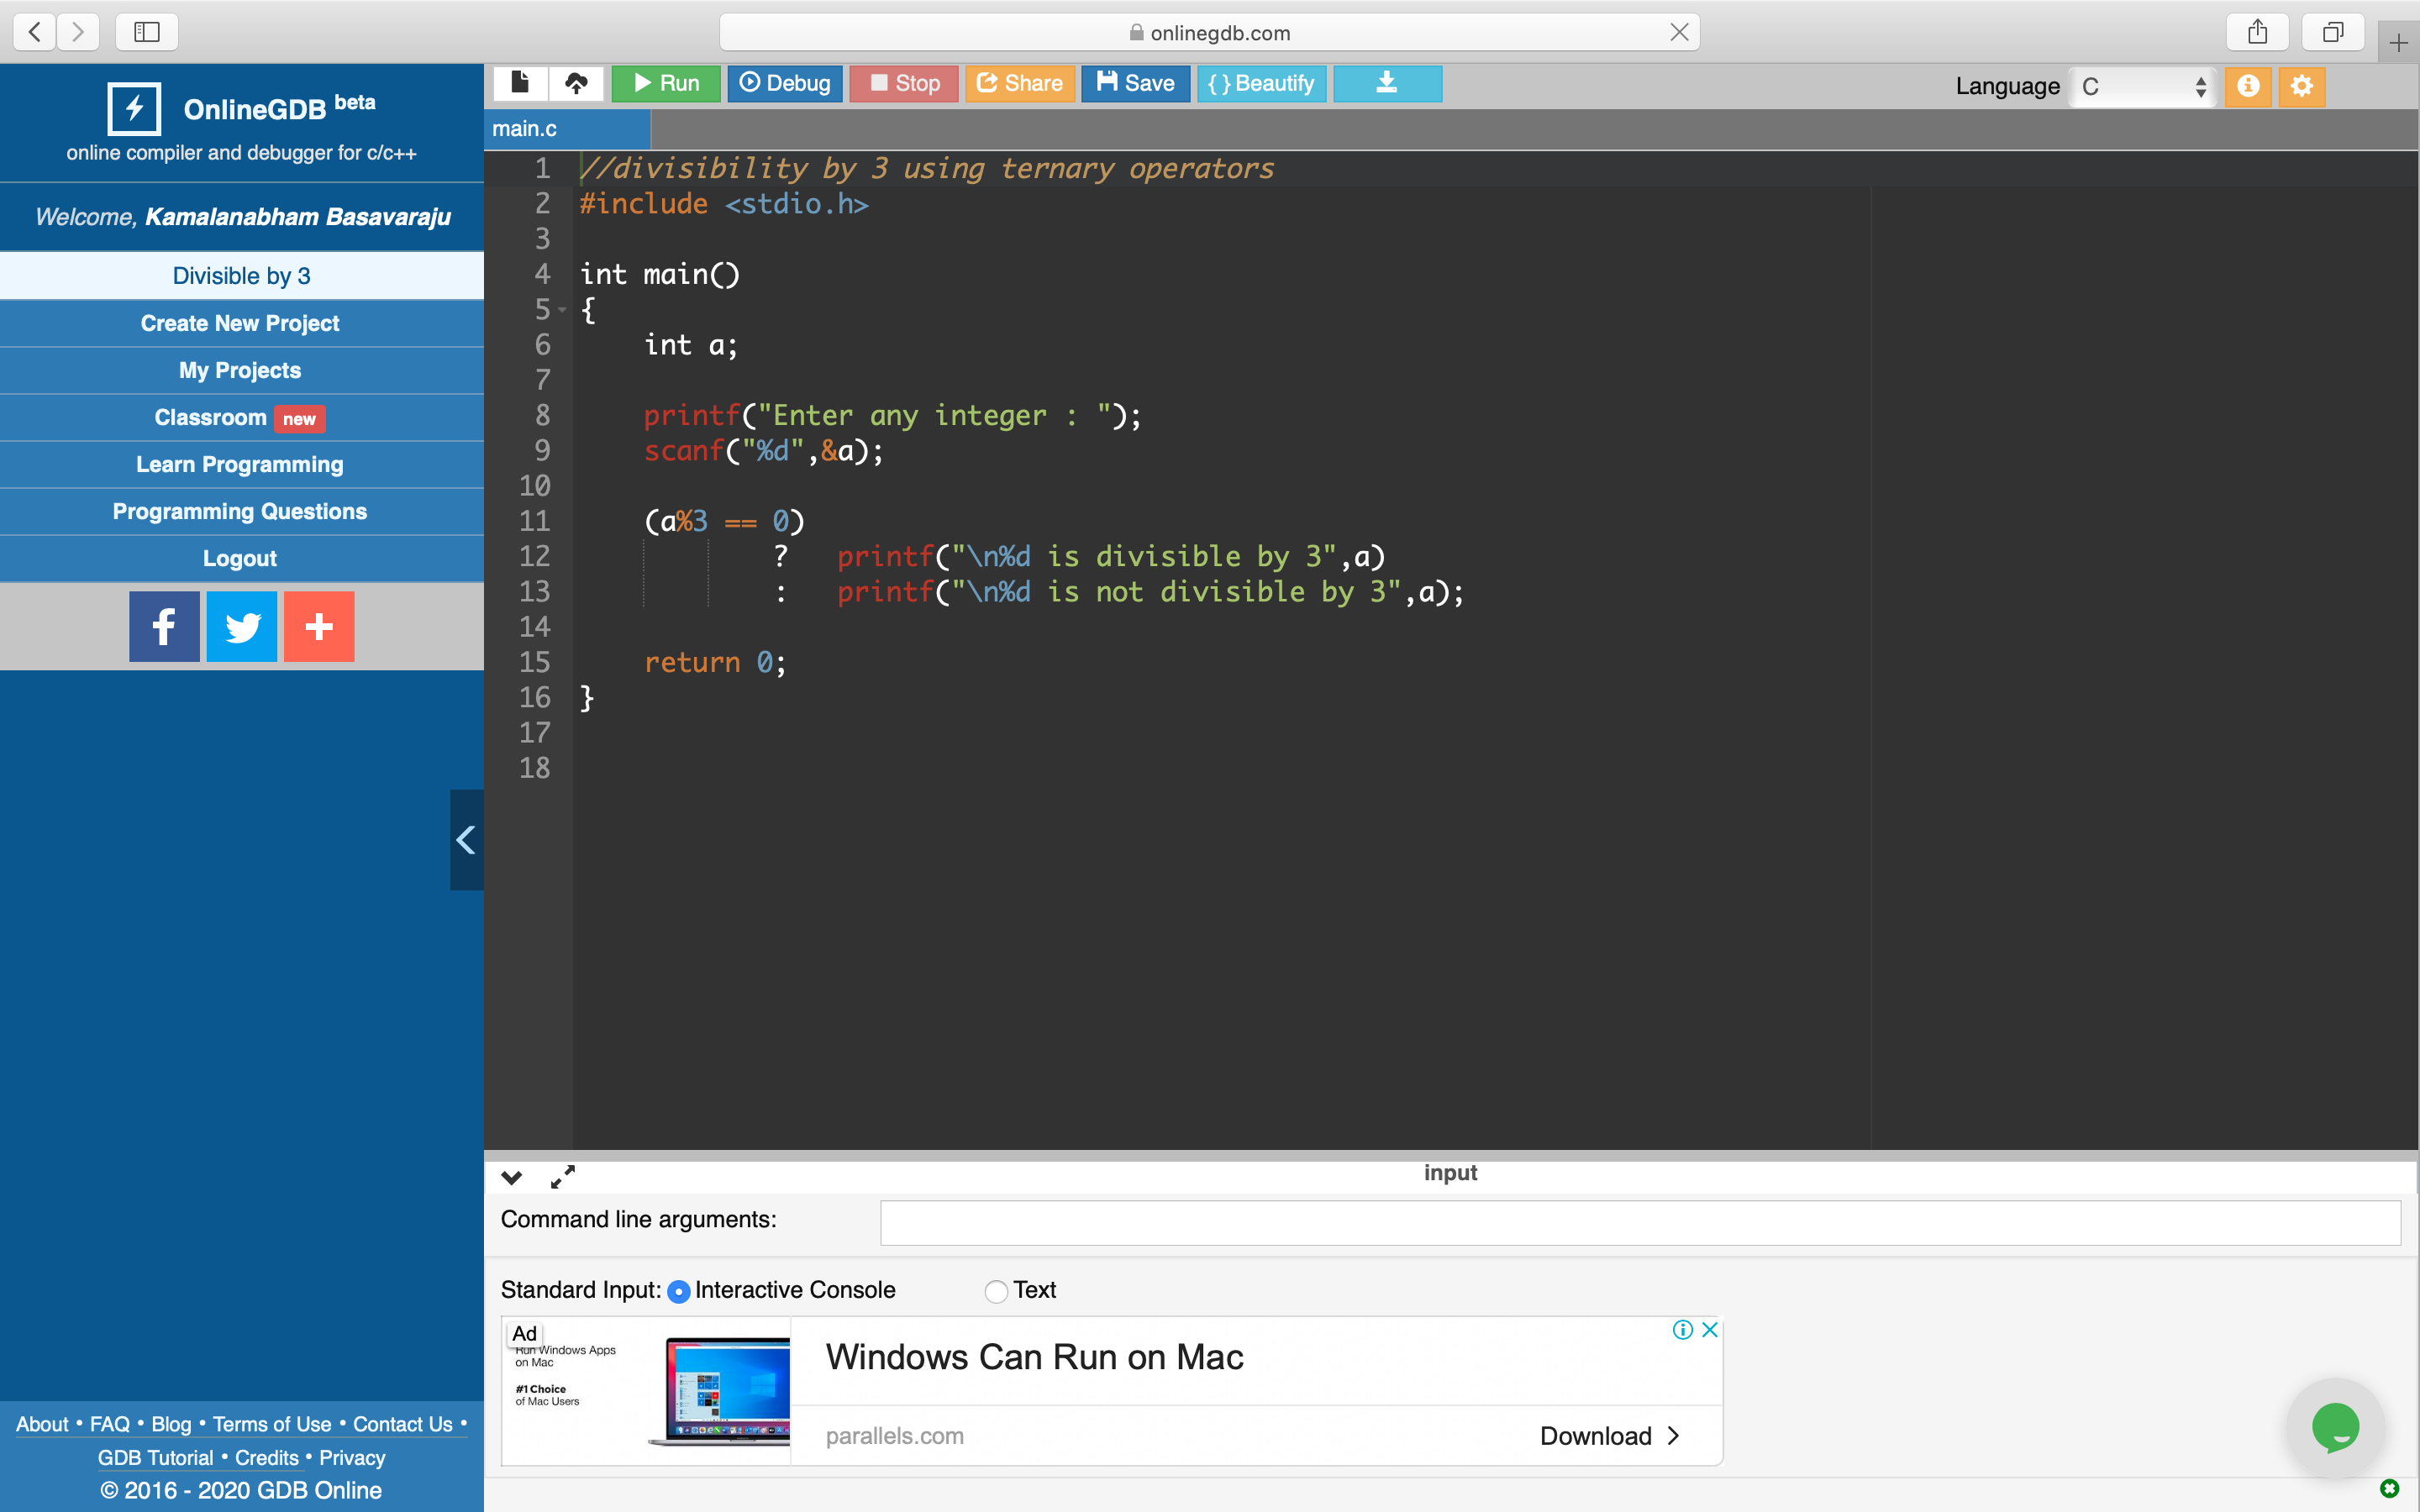 onlinegdb.com
OnlineGDB beta
online compiler and debugger for c/c++
Welcome, Kamalanabham Basavaraju
Divisible by 3
Create New Project
My Projects
Classroom new
Learn Programming
Programming Questions
Logout
About • FAQ • Blog • Terms of Use • Contact Us •
GDB Tutorial • Credits • Privacy
© 2016 - 2020 GDB Online
Run Debug Stop Share Save {} Beautify
Language C
main.c
1 //divisibility by 3 using ternary operators
2 #include <stdio.h>
3
4 int main()
5 {
6 int a;
7
8 printf("Enter any integer : ");
9 scanf("%d",&a);
10
11 (a%3 == 0)
12 ? printf("\n%d is divisible by 3",a)
13 : printf("\n%d is not divisible by 3",a);
14
15 return 0;
16 }
17
18
input
Command line arguments:
Standard Input: Interactive Console Text
Ad
Run Windows Apps
on Mac
#1 Choice
of Mac Users
Windows Can Run on Mac
parallels.com
Download